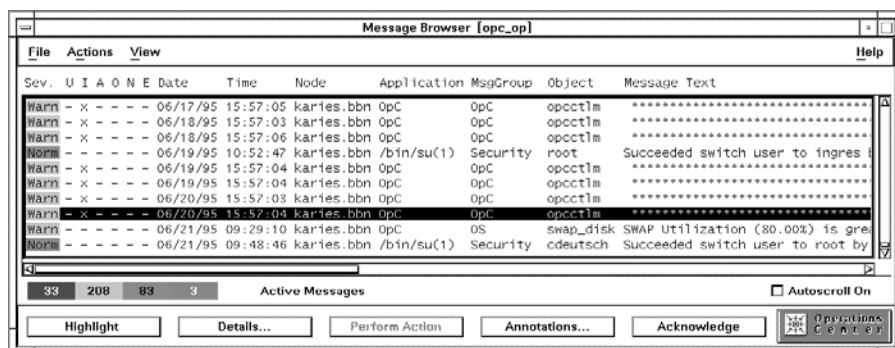 Message Browser [opc_op]
File Actions View Help
Sev. U I A O N E Date Time Node Application MsgGroup Object Message Text
Warn - x - - - - 06/17/95 15:57:05 karies.bbn OpC OpC opcctlm ********************************
Warn - x - - - - 06/18/95 15:57:03 karies.bbn OpC OpC opcctlm ********************************
Warn - x - - - - 06/18/95 15:57:06 karies.bbn OpC OpC opcctlm ********************************
Norm - - - - - - 06/19/95 10:52:47 karies.bbn /bin/su(1) Security root Succeeded switch user to ingres
Warn - x - - - - 06/19/95 15:57:04 karies.bbn OpC OpC opcctlm ********************************
Warn - x - - - - 06/19/95 15:57:04 karies.bbn OpC OpC opcctlm ********************************
Warn - x - - - - 06/20/95 15:57:03 karies.bbn OpC OpC opcctlm ********************************
Warn - x - - - - 06/20/95 15:57:04 karies.bbn OpC OpC opcctlm ********************************
Warn - - - - - - 06/21/95 09:29:10 karies.bbn OpC OS swap_disk SWAP Utilization (80.00%) is
Norm - - - - - - 06/21/95 09:48:46 karies.bbn /bin/su(1) Security cdeutsch Succeeded switch user to root by
33 208 83 3 Active Messages Autoscroll On
Highlight Details... Perform Action Annotations... Acknowledge Operations Center